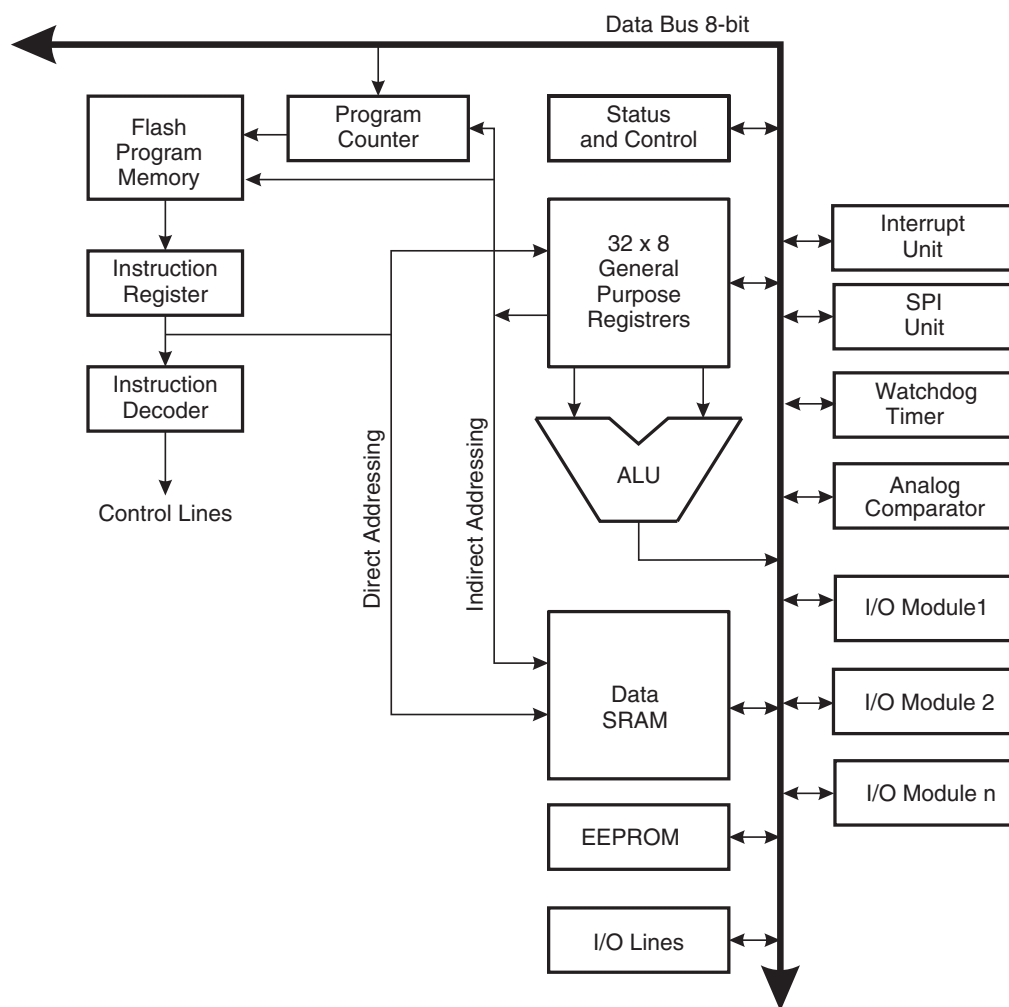 Data Bus 8-bit
Flash
Program
Memory
Program
Counter
Status
and Control
Interrupt
Unit
32 x 8
General
Purpose
Registrers
Instruction
Register
SPI
Unit
Instruction
Decoder
Watchdog
Timer
ALU
Analog
Comparator
Control Lines
Direct Addressing
Indirect Addressing
I/O Module1
Data
SRAM
I/O Module 2
I/O Module n
EEPROM
I/O Lines